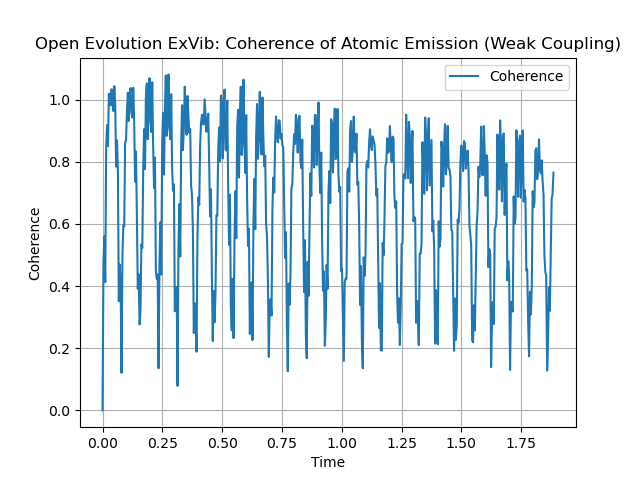 Open Evolution ExVib: Coherence of Atomic Emission (Weak Coupling)
Coherence
1.0
0.8
0.6
0.4
0.2
0.0
Coherence
0.00 0.25 0.50 0.75 1.00 1.25 1.50 1.75
Time